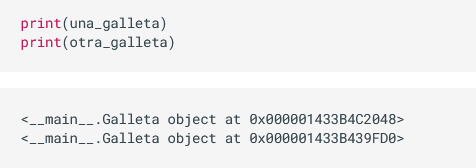 print(una_galleta)
print(otra_galleta)
<__main__.Galleta object at 0x000001433B4C2048>
<__main__.Galleta object at 0x000001433B439FD0>